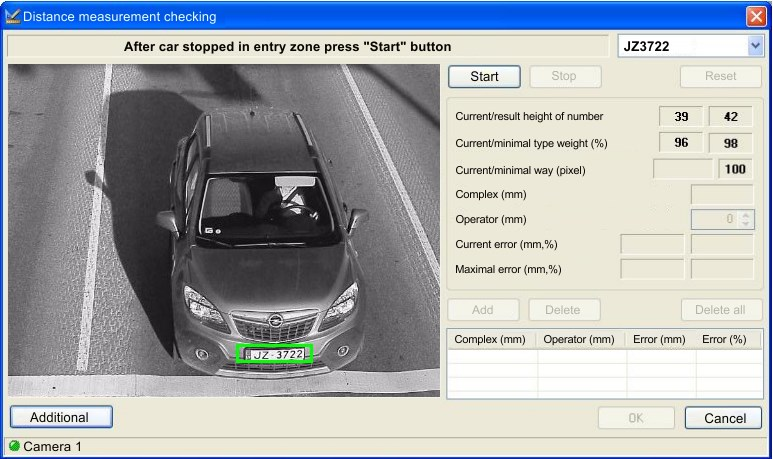 Distance measurement checking
After car stopped in entry zone press "Start" button
JZ3722
Start Stop Reset
Current/result height of number 39 42
Current/minimal type weight (%) 96 98
Current/minimal way (pixel) 100
Complex (mm)
Operator (mm) 0
Current error (mm,%)
Maximal error (mm,%)
Add Delete Delete all
Complex (mm) Operator (mm) Error (mm) Error (%)
JZ-3722
Additional OK Cancel
Camera 1